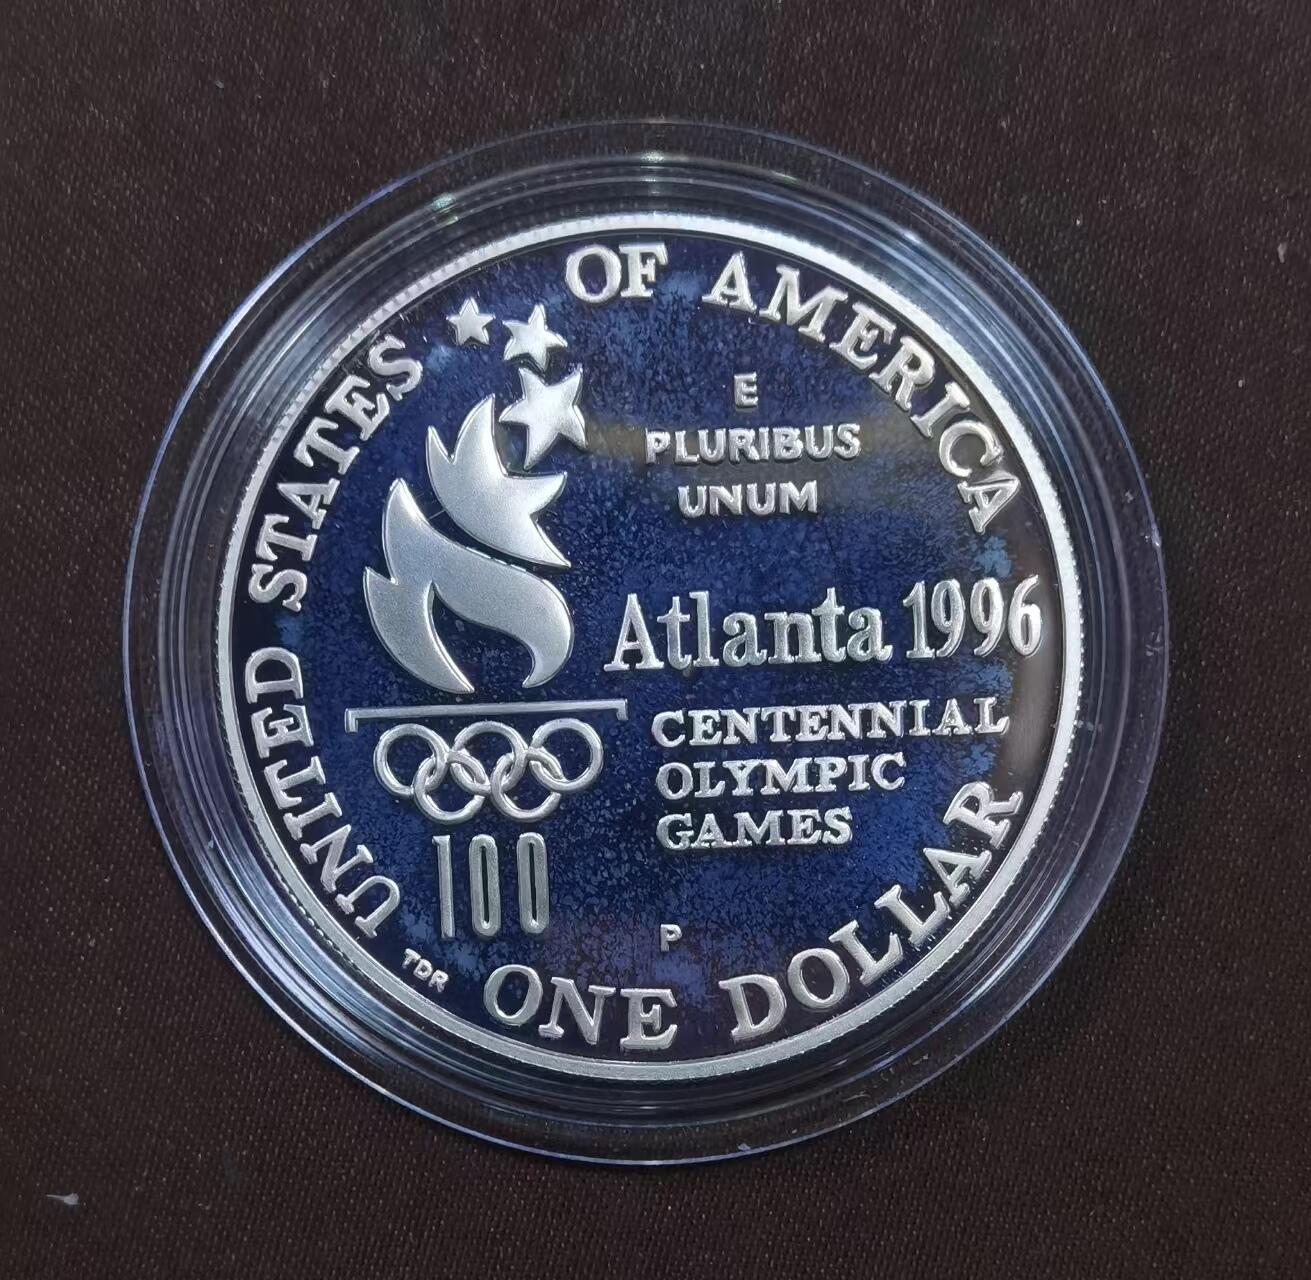 UNITED STATES OF AMERICA
E
PLURIBUS
UNUM
Atlanta 1996
CENTENNIAL
OLYMPIC
GAMES
100
P
TDR
ONE DOLLAR